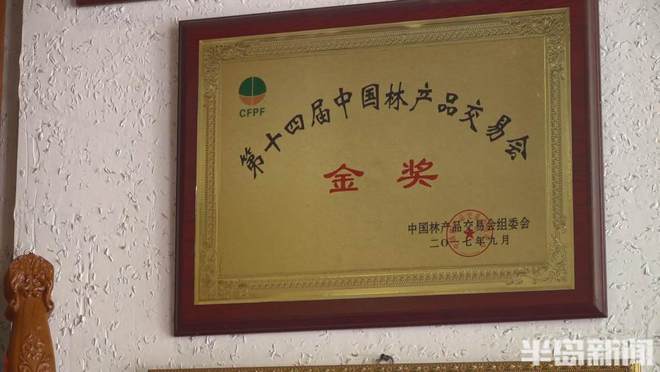 CFPF
第十四届中国林产品交易会
金奖
中国林产品交易会组委会
二〇一七年九月
半岛新闻